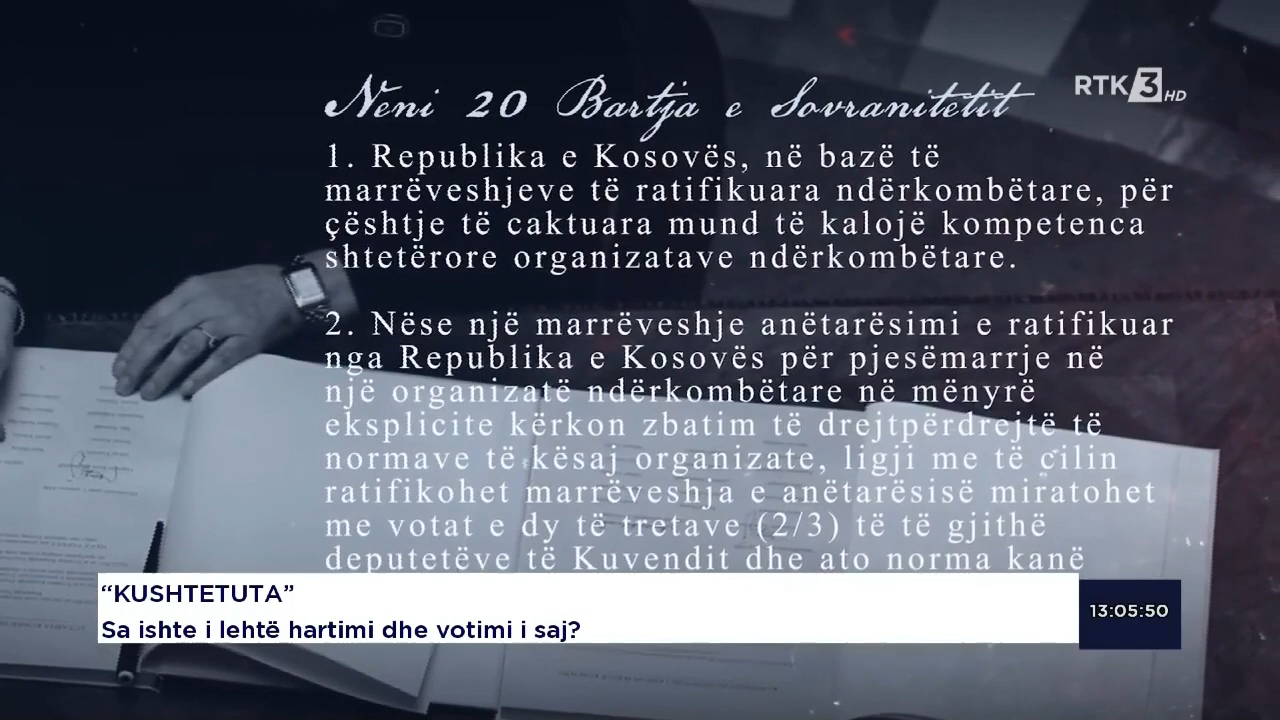 Neni 20 Bartja e Sovranitetit
RTK 3 HD
1. Republika e Kosovës, në bazë të
marrëveshjeve të ratifikuara ndërkombëtare, për
çështje të caktuara mund të kalojë kompetenca
shtetërore organizatave ndërkombëtare.
2. Nëse një marrëveshje anëtarësimi e ratifikuar
nga Republika e Kosovës për pjesëmarrje në
një organizatë ndërkombëtare në mënyrë
eksplicite kërkon zbatim të drejtpërdrejtë të
normave të kësaj organizate, ligji me të cilin
ratifikohet marrëveshja e anëtarësisë miratohet
me votat e dy të tretave (2/3) të të gjithë
deputetëve të Kuvendit dhe ato norma kanë
“KUSHTETUTA”
Sa ishte i lehtë hartimi dhe votimi i saj?
13:05:50